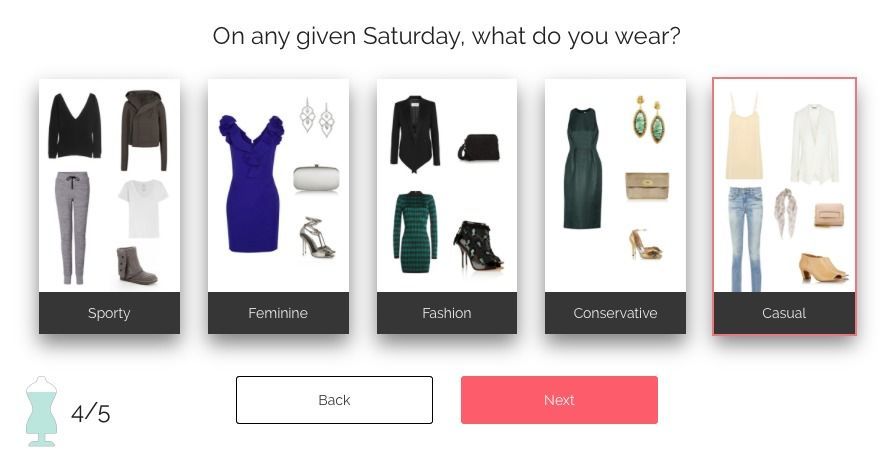 On any given Saturday, what do you wear?
Sporty
Feminine
Fashion
Conservative
Casual
4/5
Back
Next